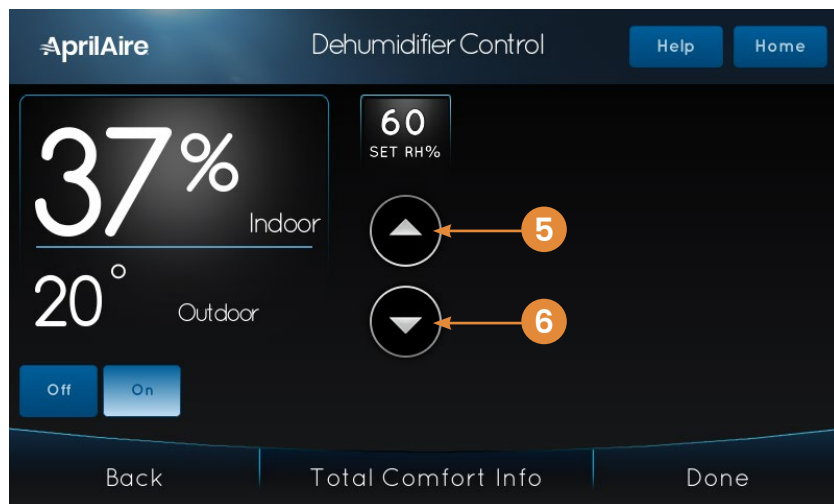 AprilAire
Dehumidifier Control
Help
Home
37%
Indoor
20°
Outdoor
60
SET RH%
5
6
Off
On
Back
Total Comfort Info
Done